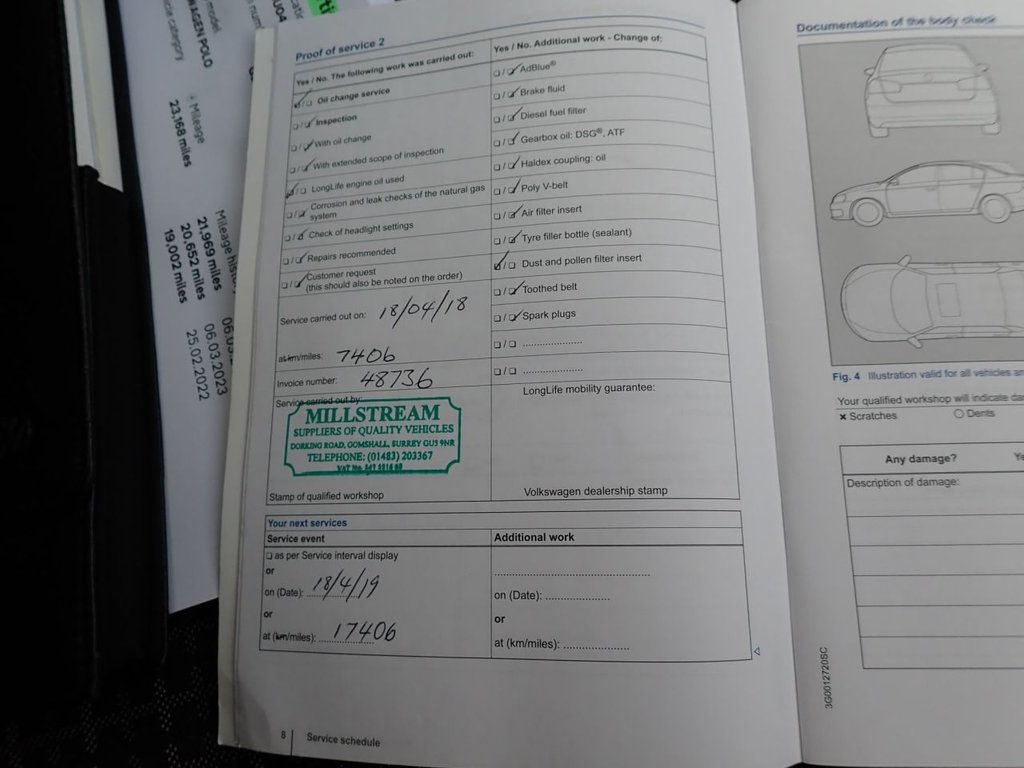 model
AGEN POLO
cle category
Mileage
23,168 miles
Mileage history
21,969 miles
20,652 miles
19,002 miles
06.03.2023
25.02.2022
Proof of service 2
Yes / No. The following work was carried out:
Oil change service
Inspection
With oil change
With extended scope of inspection
LongLife engine oil used
Corrosion and leak checks of the natural gas
system
Check of headlight settings
Repairs recommended
Customer request
(this should also be noted on the order)
Service carried out on: 18/04/18
at km/miles: 7406
Invoice number: 48736
Service carried out by:
MILLSTREAM
SUPPLIERS OF QUALITY VEHICLES
DORKING ROAD, GOMSHALL, SURREY GU5 9NR
TELEPHONE: (01483) 203367
VAT No.
Stamp of qualified workshop
Yes / No. Additional work - Change of:
AdBlue®
Brake fluid
Diesel fuel filter
Gearbox oil: DSG®, ATF
Haldex coupling: oil
Poly V-belt
Air filter insert
Tyre filler bottle (sealant)
Dust and pollen filter insert
Toothed belt
Spark plugs
LongLife mobility guarantee:
Volkswagen dealership stamp
Your next services
Service event
as per Service interval display
or
on (Date): 18/4/19
or
at (km/miles): 17406
Additional work
on (Date):
or
at (km/miles):
8 Service schedule
Documentation of the body check
Fig. 4 Illustration valid for all vehicles
Your qualified workshop will indicate
× Scratches
Dents
Any damage?
Description of damage:
3G0012720SC